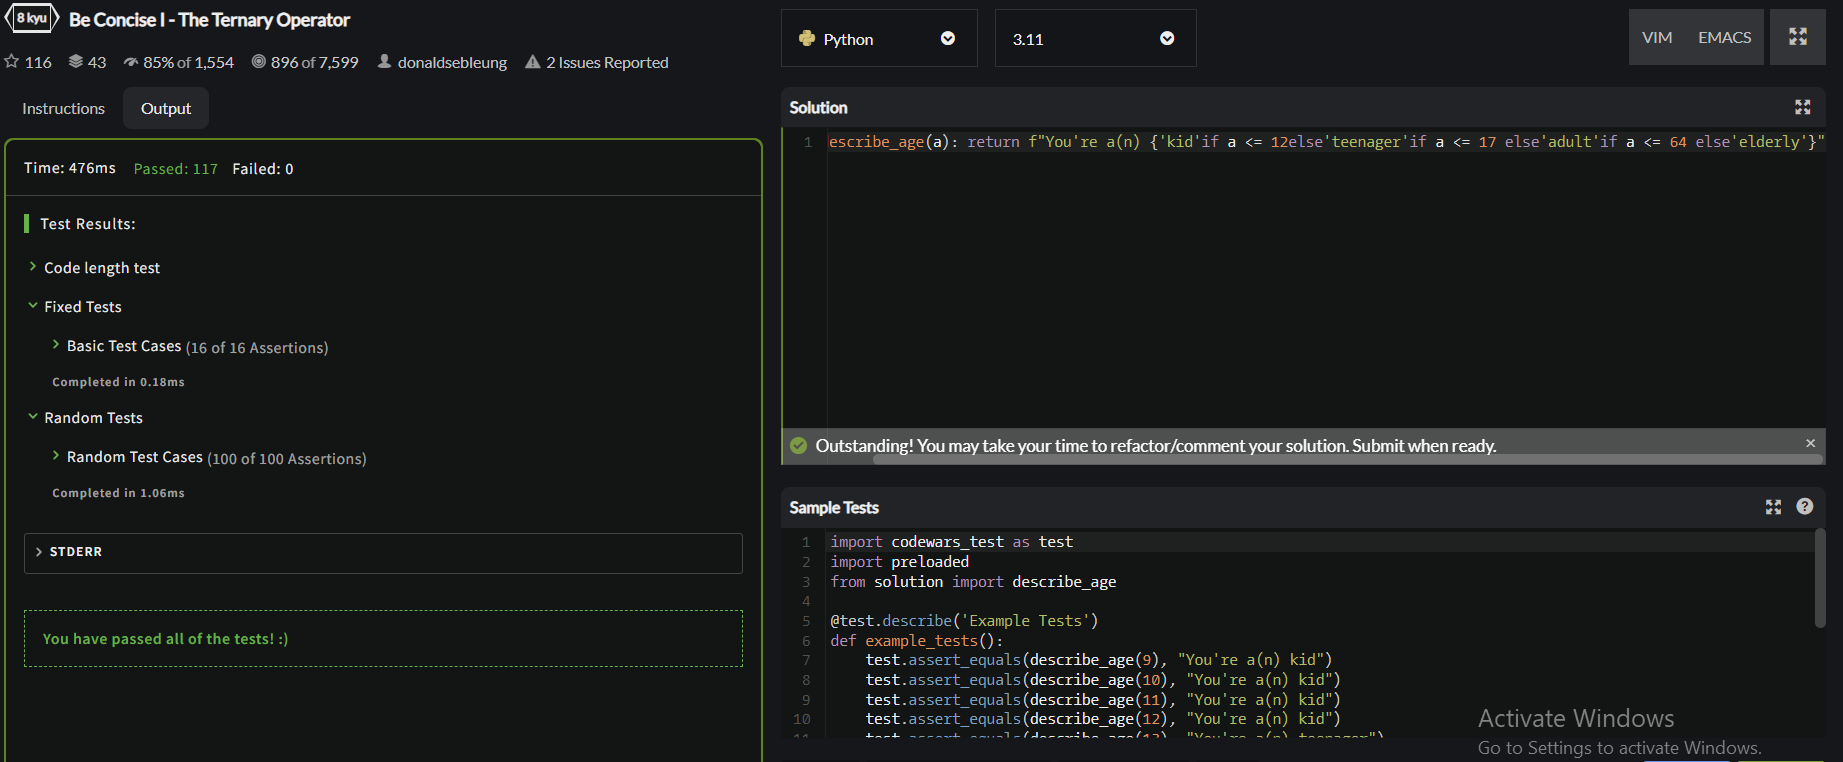 8 kyu Be Concise I - The Ternary Operator
116 43 85% of 1,554 896 of 7,599 donaldsebleung 2 Issues Reported
Instructions Output
Time: 476ms Passed: 117 Failed: 0
Test Results:
Code length test
Fixed Tests
Basic Test Cases (16 of 16 Assertions)
Completed in 0.18ms
Random Tests
Random Test Cases (100 of 100 Assertions)
Completed in 1.06ms
STDERR
You have passed all of the tests! :)
Python 3.11 VIM EMACS
Solution
1 escribe_age(a): return f"You're a(n) {'kid'if a <= 12else'teenager'if a <= 17 else'adult'if a <= 64 else'elderly'}"
Outstanding! You may take your time to refactor/comment your solution. Submit when ready. ×
Sample Tests ?
1 import codewars_test as test
2 import preloaded
3 from solution import describe_age
4
5 @test.describe('Example Tests')
6 def example_tests():
7 test.assert_equals(describe_age(9), "You're a(n) kid")
8 test.assert_equals(describe_age(10), "You're a(n) kid")
9 test.assert_equals(describe_age(11), "You're a(n) kid")
10 test.assert_equals(describe_age(12), "You're a(n) kid")
11 test.assert_equals(describe_age(13), "You're a(n) teenager")
Activate Windows
Go to Settings to activate Windows.